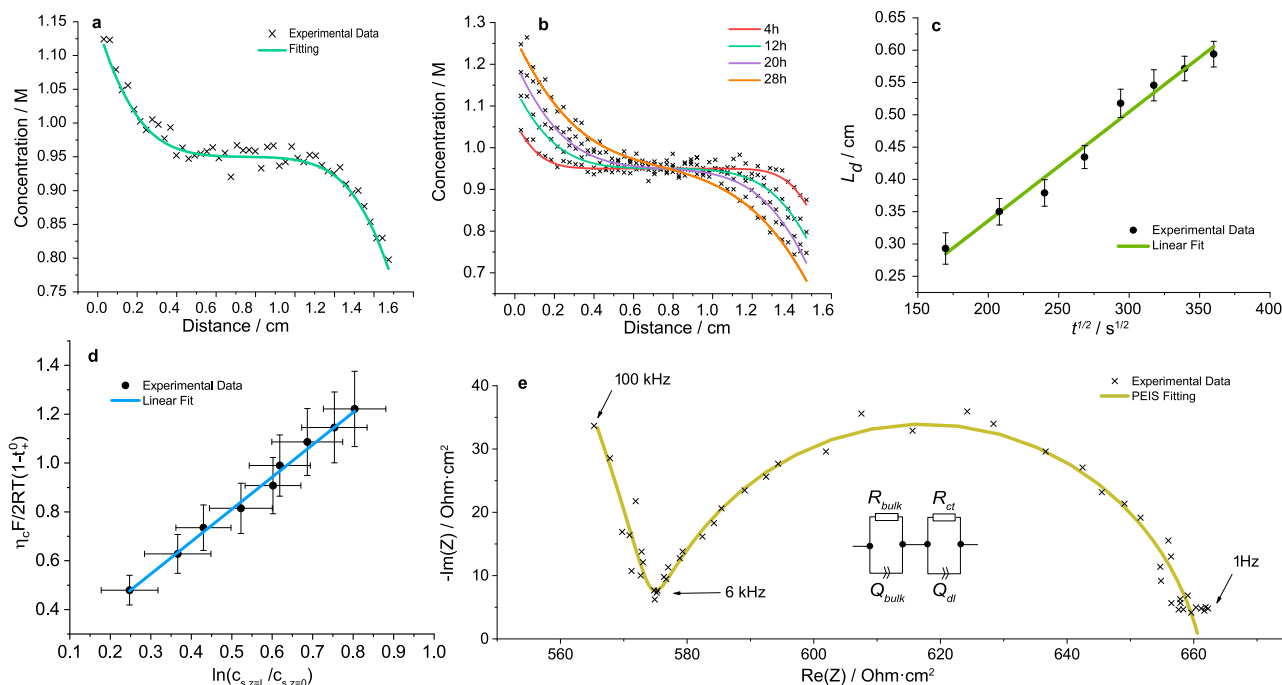 a
Experimental Data
Fitting
1.15
1.10
1.05
1.00
0.95
0.90
0.85
0.80
0.75
Concentration / M
0.0 0.2 0.4 0.6 0.8 1.0 1.2 1.4 1.6
Distance / cm
b
4h
12h
20h
28h
1.3
1.2
1.1
1.0
0.9
0.8
0.7
Concentration / M
0.0 0.2 0.4 0.6 0.8 1.0 1.2 1.4 1.6
Distance / cm
c
0.60
0.55
0.50
0.45
0.40
0.35
0.30
0.25
L_d / cm
Experimental Data
Linear Fit
150 200 250 300 350 400
t^1/2 / s^1/2
d
Experimental Data
Linear Fit
1.4
1.2
1.0
0.8
0.6
0.4
η_cF/2RT(1-t_+^0)
0.1 0.2 0.3 0.4 0.5 0.6 0.7 0.8 0.9 1.0
ln(c_s,z=L/c_s,z=0)
e
Experimental Data
PEIS Fitting
100 kHz
6 kHz
1Hz
R_bulk R_ct
Q_bulk Q_dl
40
30
20
10
0
-Im(Z) / Ohm·cm²
560 580 600 620 640 660
Re(Z) / Ohm·cm²